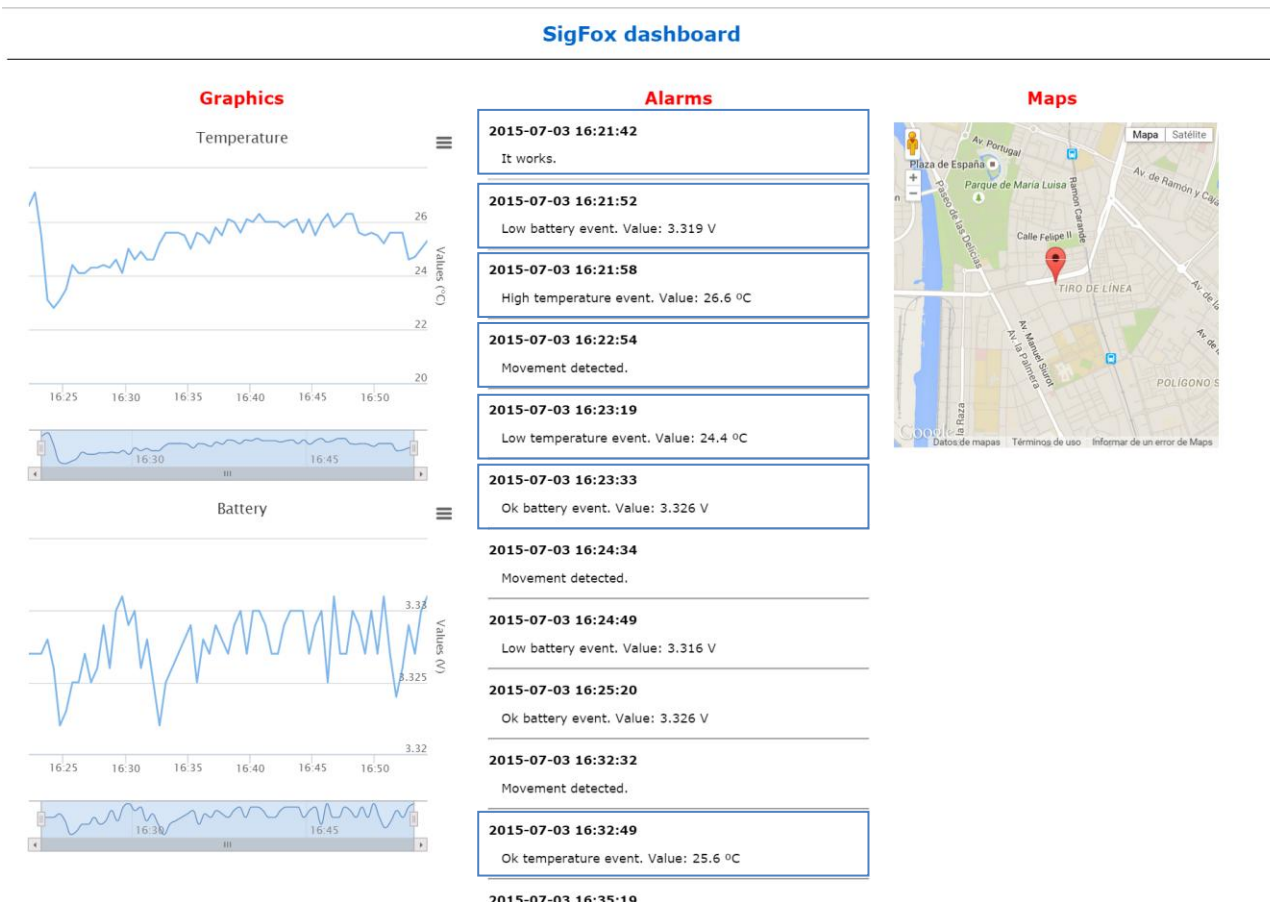 SigFox dashboard
Graphics
Temperature
26
24
22
20
Values (ºC)
16:25 16:30 16:35 16:40 16:45 16:50
16:30 16:45
Battery
3.33
3.325
3.32
Values (V)
16:25 16:30 16:35 16:40 16:45 16:50
16:30 16:45
Alarms
2015-07-03 16:21:42
It works.
2015-07-03 16:21:52
Low battery event. Value: 3.319 V
2015-07-03 16:21:58
High temperature event. Value: 26.6 ºC
2015-07-03 16:22:54
Movement detected.
2015-07-03 16:23:19
Low temperature event. Value: 24.4 ºC
2015-07-03 16:23:33
Ok battery event. Value: 3.326 V
2015-07-03 16:24:34
Movement detected.
2015-07-03 16:24:49
Low battery event. Value: 3.316 V
2015-07-03 16:25:20
Ok battery event. Value: 3.326 V
2015-07-03 16:32:32
Movement detected.
2015-07-03 16:32:49
Ok temperature event. Value: 25.6 ºC
2015-07-03 16:35:19
Maps
Mapa Satélite
Av. Portugal
Plaza de España
Parque de María Luisa
Av. de Ramón y Caja
Ramon Carande
Paseo de las Delicias
Calle Felipe II
TIRO DE LÍNEA
Av. de la
Av. Manuel Siurot
Av. la Palmera
Av. de
POLÍGONO S
la Raza
Google
Datos de mapas Términos de uso Informar de un error de Maps